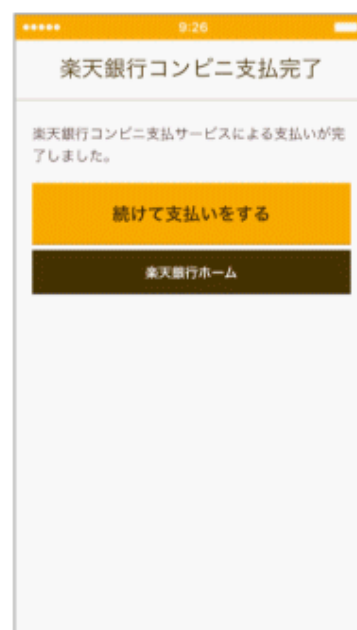 9:26
楽天銀行コンビニ支払完了
楽天銀行コンビニ支払サービスによる支払いが完
了しました。
続けて支払いをする
楽天銀行ホーム